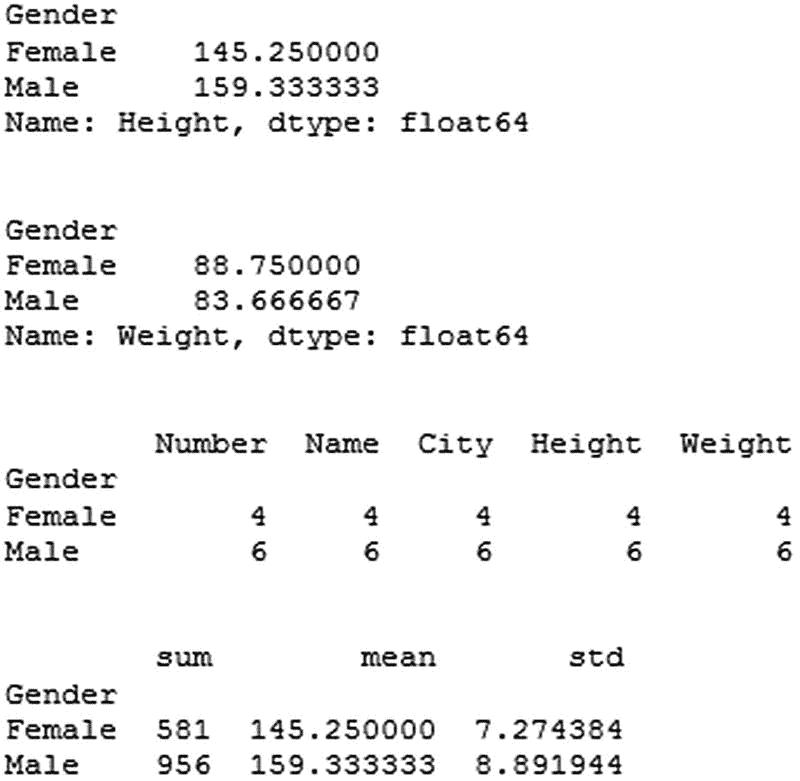 Gender
Female    145.250000
Male      159.333333
Name: Height, dtype: float64
Gender
Female    88.750000
Male      83.666667
Name: Weight, dtype: float64
        Number  Name  City  Height  Weight
Gender
Female       4     4     4       4       4
Male         6     6     6       6       6
        sum        mean       std
Gender
Female  581  145.250000  7.274384
Male    956  159.333333  8.891944